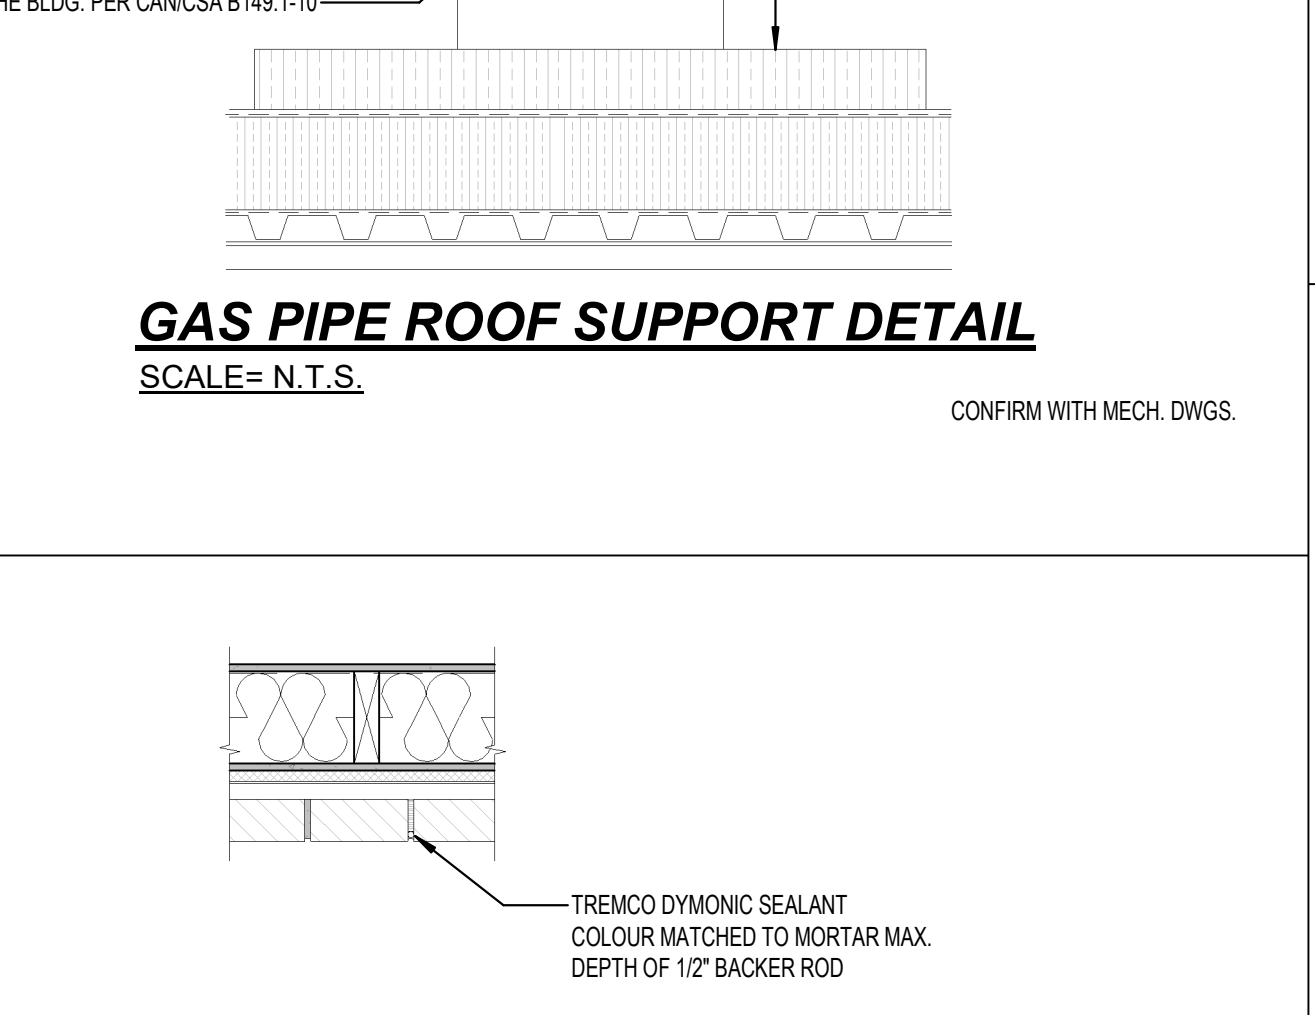 BLDG. PER CAN/CSA B149.1-10
GAS PIPE ROOF SUPPORT DETAIL
SCALE= N.T.S.
CONFIRM WITH MECH. DWGS.
TREMCO DYMONIC SEALANT
COLOUR MATCHED TO MORTAR MAX.
DEPTH OF 1/2" BACKER ROD